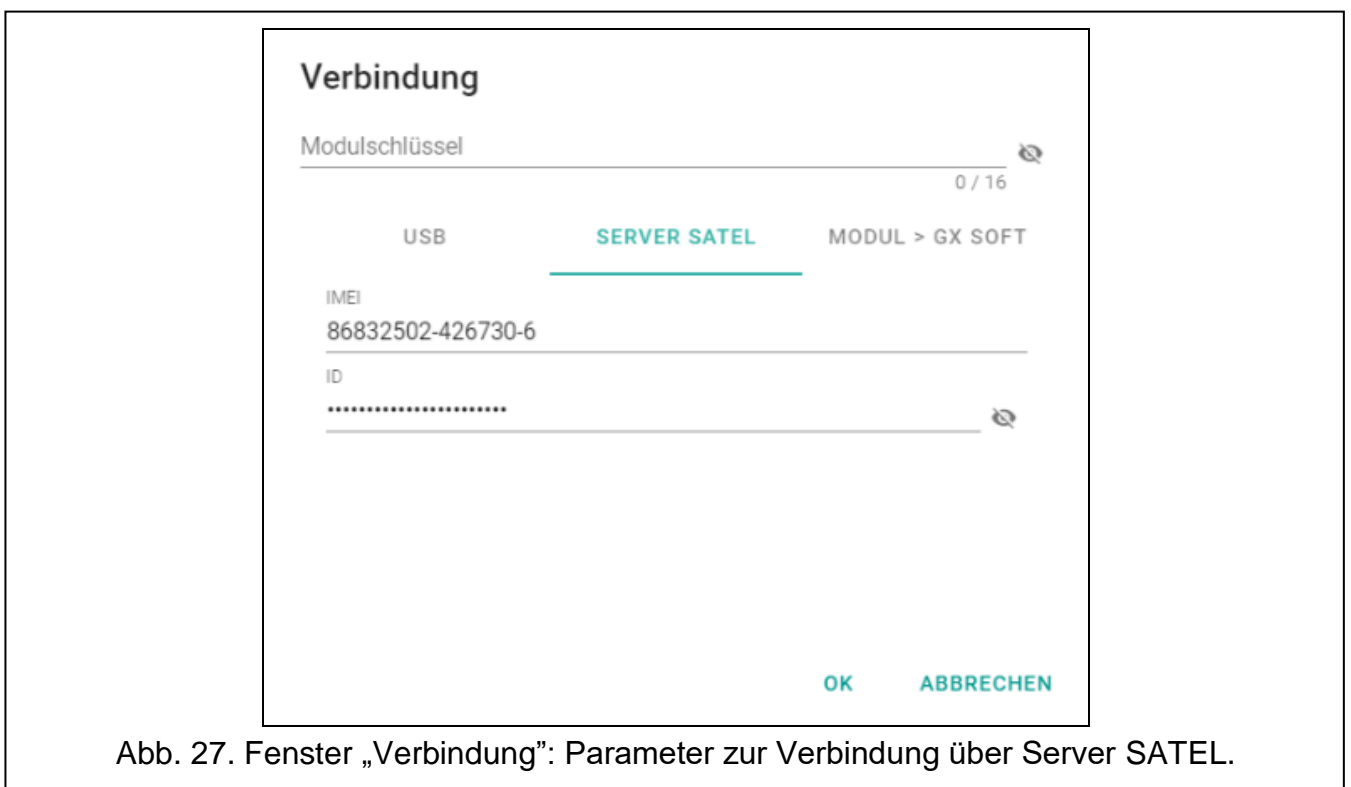 Verbindung
Modulschlüssel
0 / 16
USB SERVER SATEL MODUL > GX SOFT
IMEI
86832502-426730-6
ID
•••••••••••••••••••••••
OK ABBRECHEN
Abb. 27. Fenster „Verbindung”: Parameter zur Verbindung über Server SATEL.